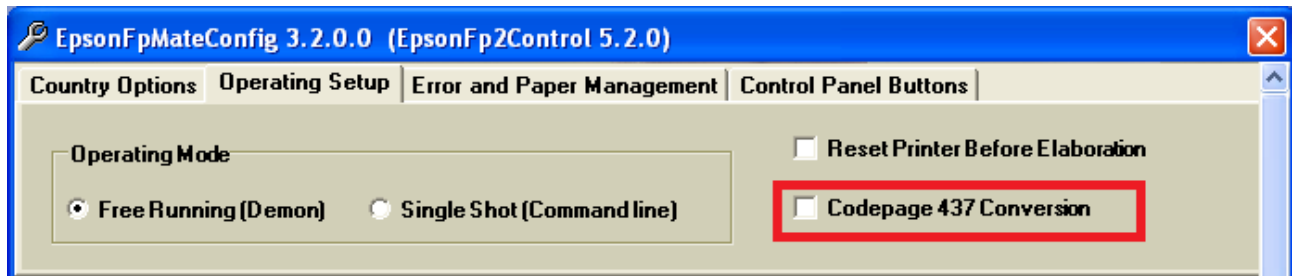 EpsonFpMateConfig 3.2.0.0 (EpsonFp2Control 5.2.0)
Country Options Operating Setup Error and Paper Management Control Panel Buttons
Operating Mode
Reset Printer Before Elaboration
Free Running (Demon) Single Shot (Command line)
Codepage 437 Conversion